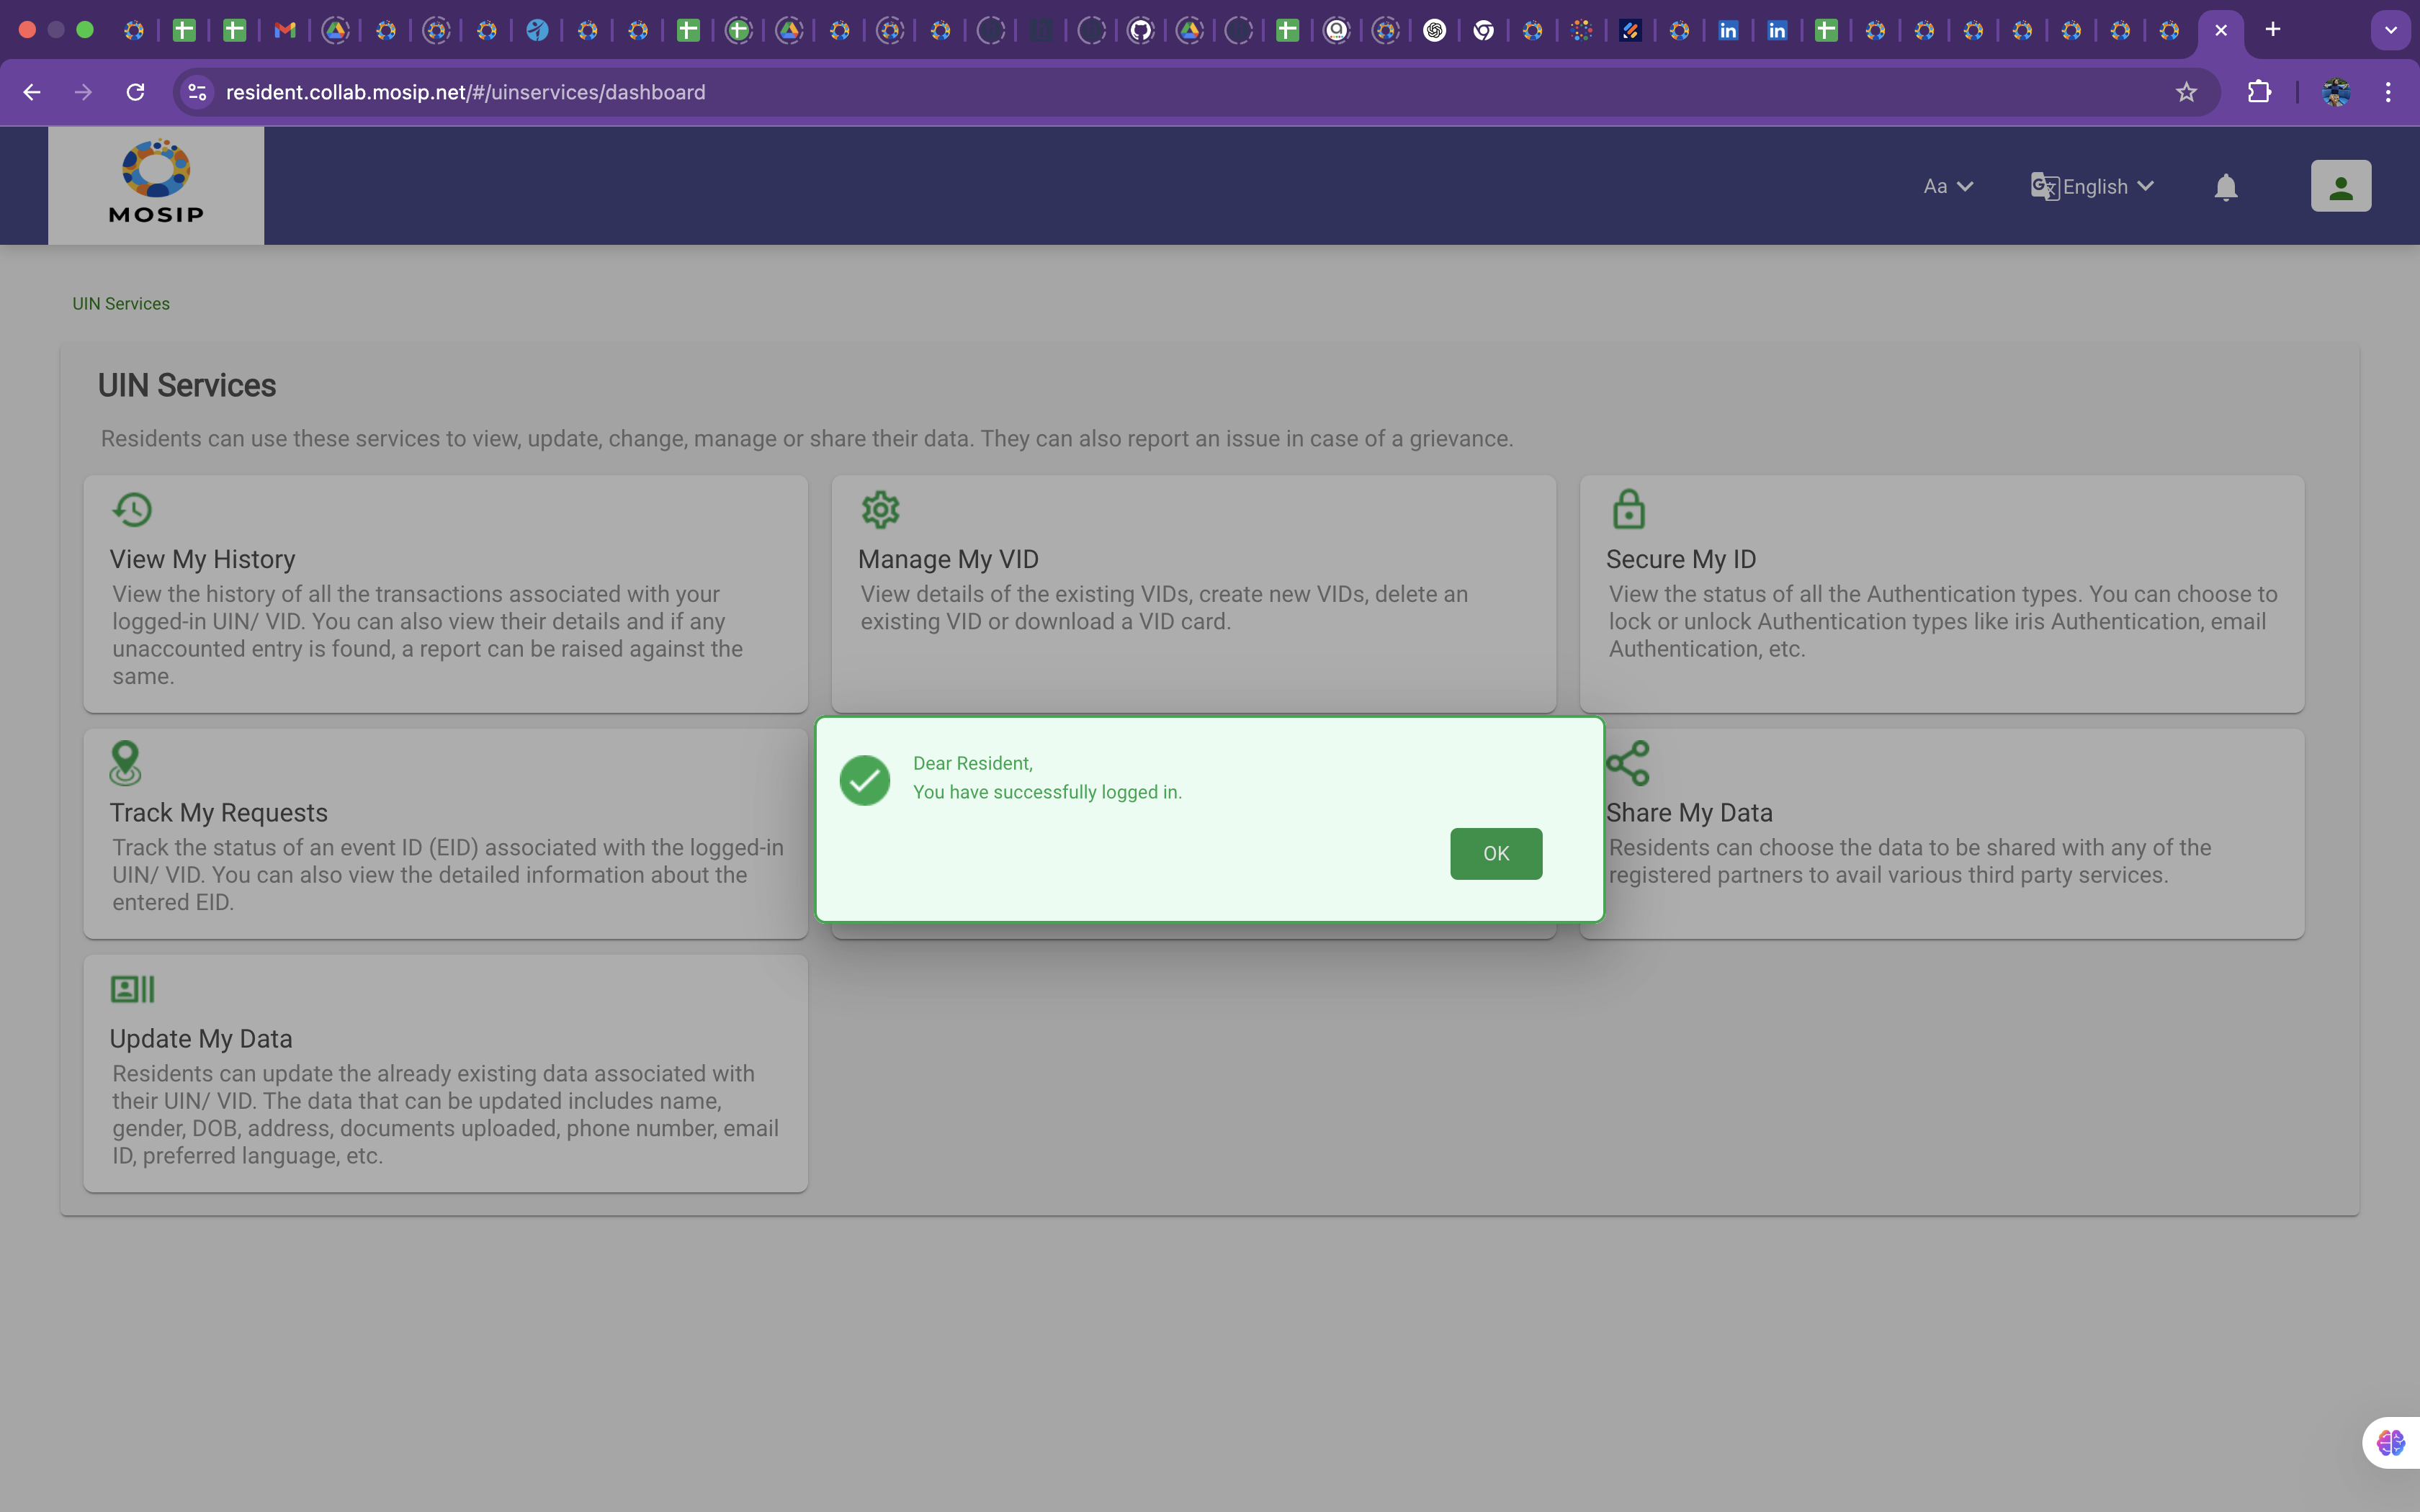 resident.collab.mosip.net/#/uinservices/dashboard
MOSIP
Aa
English
UIN Services
UIN Services
Residents can use these services to view, update, change, manage or share their data. They can also report an issue in case of a grievance.
View My History
View the history of all the transactions associated with your
logged-in UIN/ VID. You can also view their details and if any
unaccounted entry is found, a report can be raised against the
same.
Manage My VID
View details of the existing VIDs, create new VIDs, delete an
existing VID or download a VID card.
Secure My ID
View the status of all the Authentication types. You can choose to
lock or unlock Authentication types like iris Authentication, email
Authentication, etc.
Track My Requests
Track the status of an event ID (EID) associated with the logged-in
UIN/ VID. You can also view the detailed information about the
entered EID.
Dear Resident,
You have successfully logged in.
OK
Share My Data
Residents can choose the data to be shared with any of the
registered partners to avail various third party services.
Update My Data
Residents can update the already existing data associated with
their UIN/ VID. The data that can be updated includes name,
gender, DOB, address, documents uploaded, phone number, email
ID, preferred language, etc.